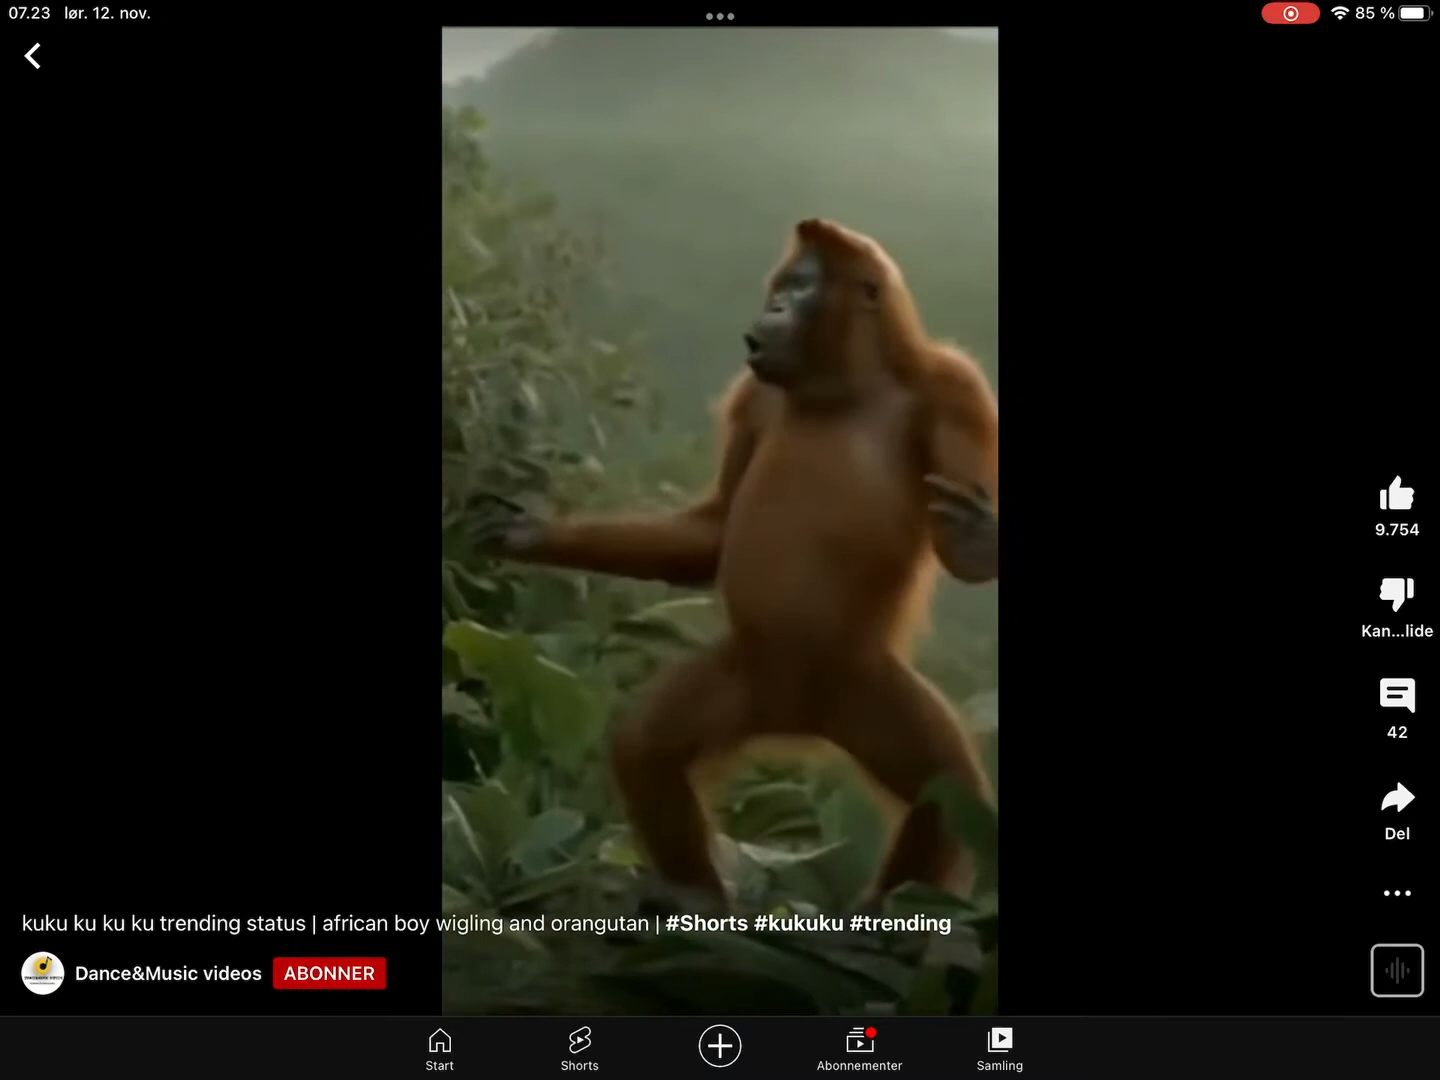 07.23 lør. 12. nov.
85 %
9.754
Kan...lide
42
Del
kuku ku ku ku trending status | african boy wigling and orangutan | #Shorts #kukuku #trending
Dance&Music videos ABONNER
Start
Shorts
Abonnementer
Samling